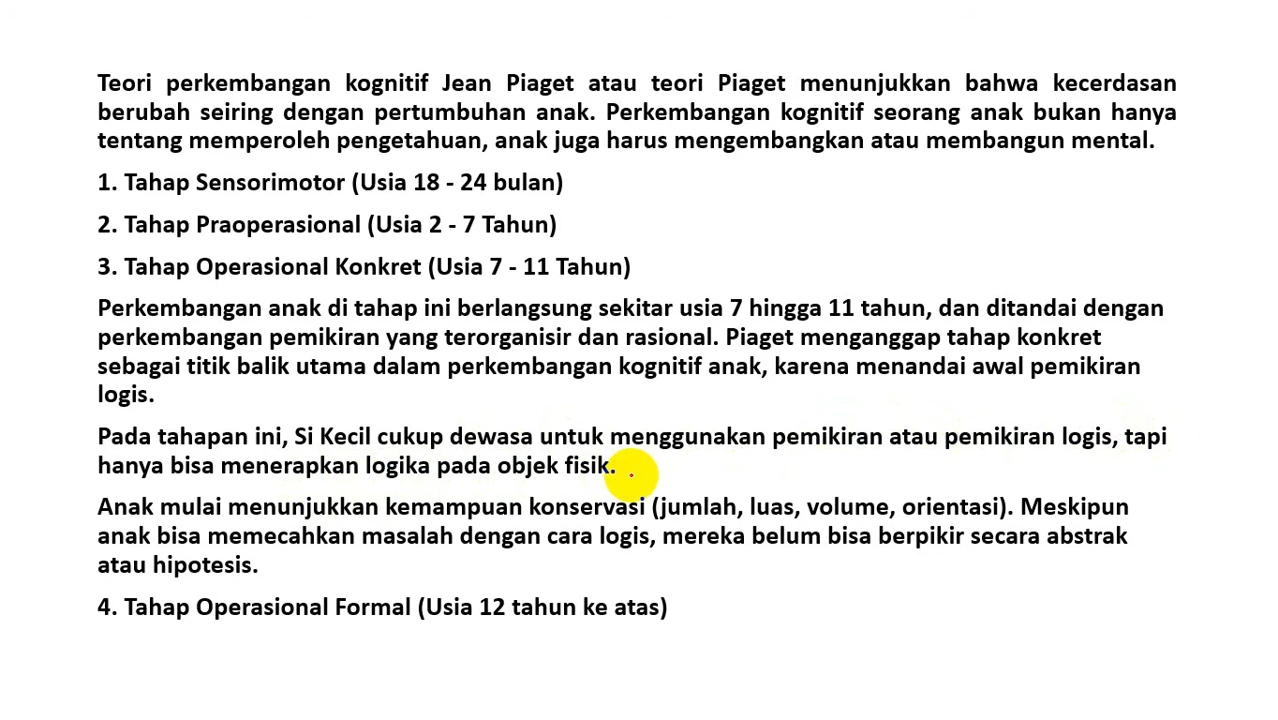 Teori perkembangan kognitif Jean Piaget atau teori Piaget menunjukkan bahwa kecerdasan
berubah seiring dengan pertumbuhan anak. Perkembangan kognitif seorang anak bukan hanya
tentang memperoleh pengetahuan, anak juga harus mengembangkan atau membangun mental.
1. Tahap Sensorimotor (Usia 18 - 24 bulan)
2. Tahap Praoperasional (Usia 2 - 7 Tahun)
3. Tahap Operasional Konkret (Usia 7 - 11 Tahun)
Perkembangan anak di tahap ini berlangsung sekitar usia 7 hingga 11 tahun, dan ditandai dengan
perkembangan pemikiran yang terorganisir dan rasional. Piaget menganggap tahap konkret
sebagai titik balik utama dalam perkembangan kognitif anak, karena menandai awal pemikiran
logis.
Pada tahapan ini, Si Kecil cukup dewasa untuk menggunakan pemikiran atau pemikiran logis, tapi
hanya bisa menerapkan logika pada objek fisik.
Anak mulai menunjukkan kemampuan konservasi (jumlah, luas, volume, orientasi). Meskipun
anak bisa memecahkan masalah dengan cara logis, mereka belum bisa berpikir secara abstrak
atau hipotesis.
4. Tahap Operasional Formal (Usia 12 tahun ke atas)